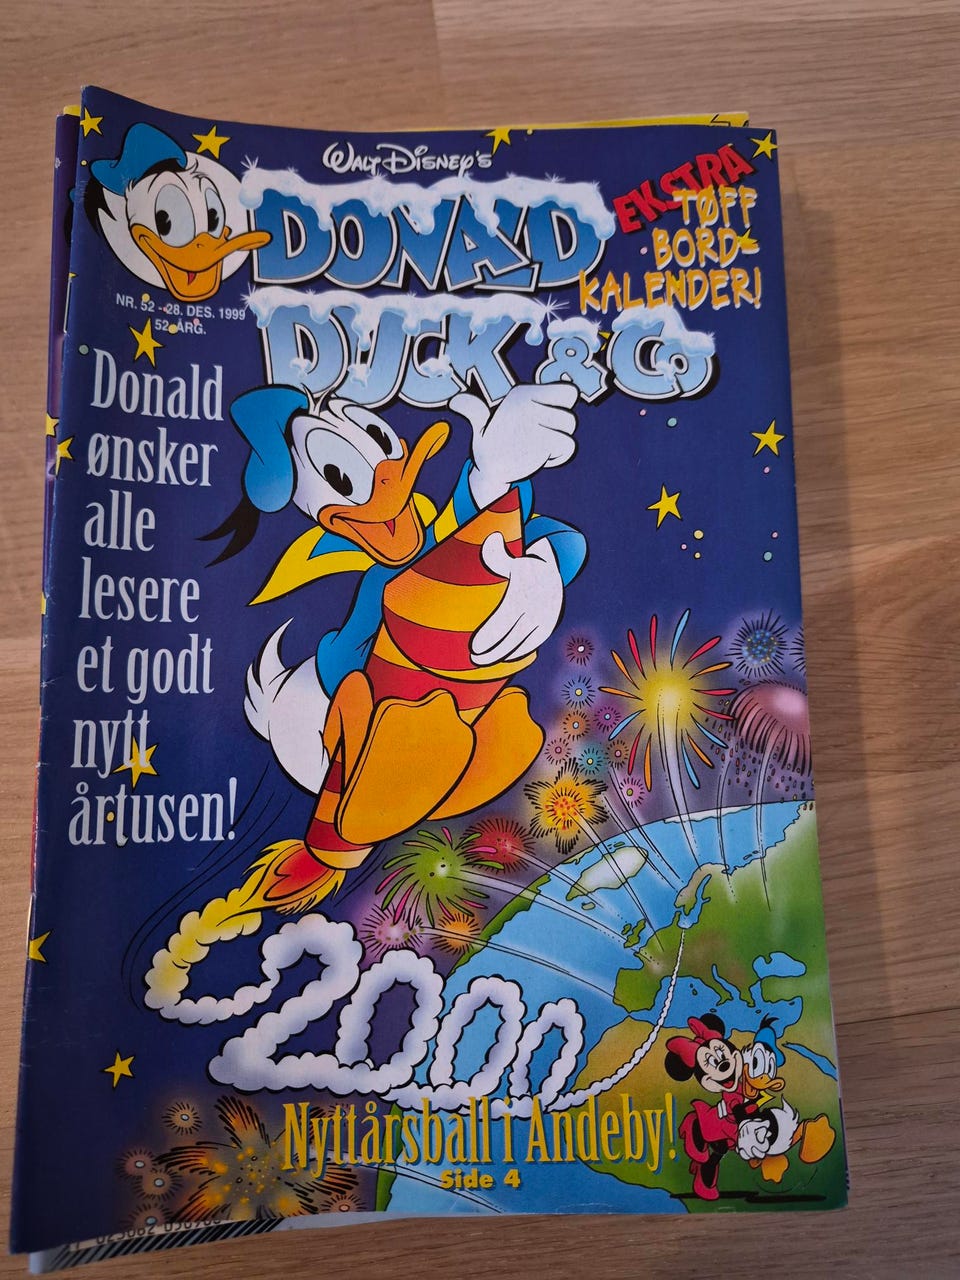 WALT DISNEY'S
DONALD
DUCK & Co
EKSTRA
TØFF
BORD-
KALENDER!
NR. 52 - 28. DES. 1999
52. ÅRG.
Donald
ønsker
alle
lesere
et godt
nytt
årtusen!
2000
Nyttårsball i Andeby!
Side 4